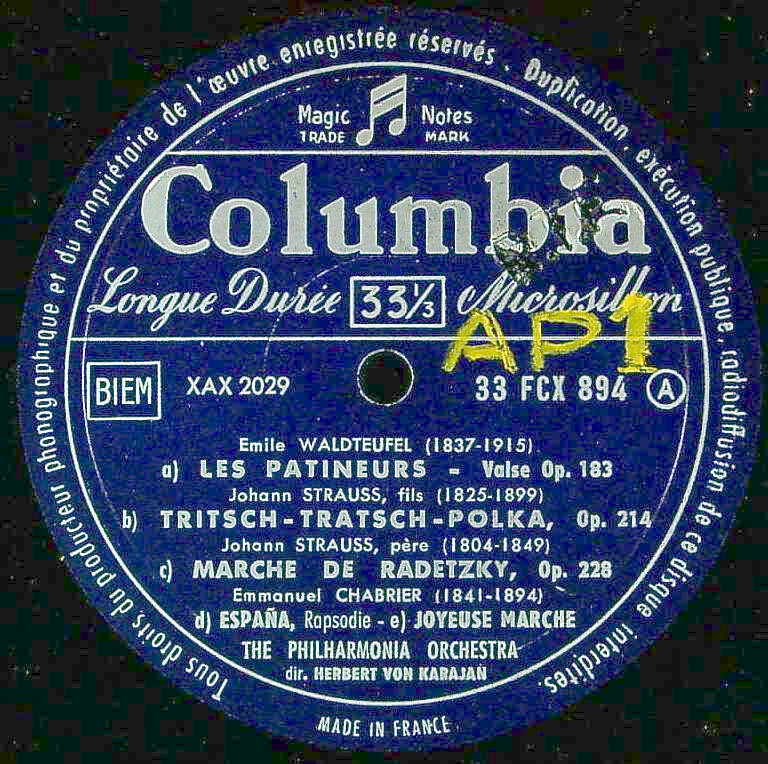 Tous droits du producteur phonographique et du propriétaire de l'œuvre enregistrée réservés. Duplication, exécution publique, radiodiffusion de ce disque interdites.
Magic Notes
TRADE MARK
Columbia
Longue Durée 33⅓ Microsillon
AP1
BIEM XAX 2029 33 FCX 894 A
Emile WALDTEUFEL (1837-1915)
a) LES PATINEURS - Valse Op. 183
Johann STRAUSS, fils (1825-1899)
b) TRITSCH-TRATSCH-POLKA, Op. 214
Johann STRAUSS, père (1804-1849)
c) MARCHE DE RADETZKY, Op. 228
Emmanuel CHABRIER (1841-1894)
d) ESPAÑA, Rapsodie - e) JOYEUSE MARCHE
THE PHILHARMONIA ORCHESTRA
dir. HERBERT VON KARAJAN
MADE IN FRANCE